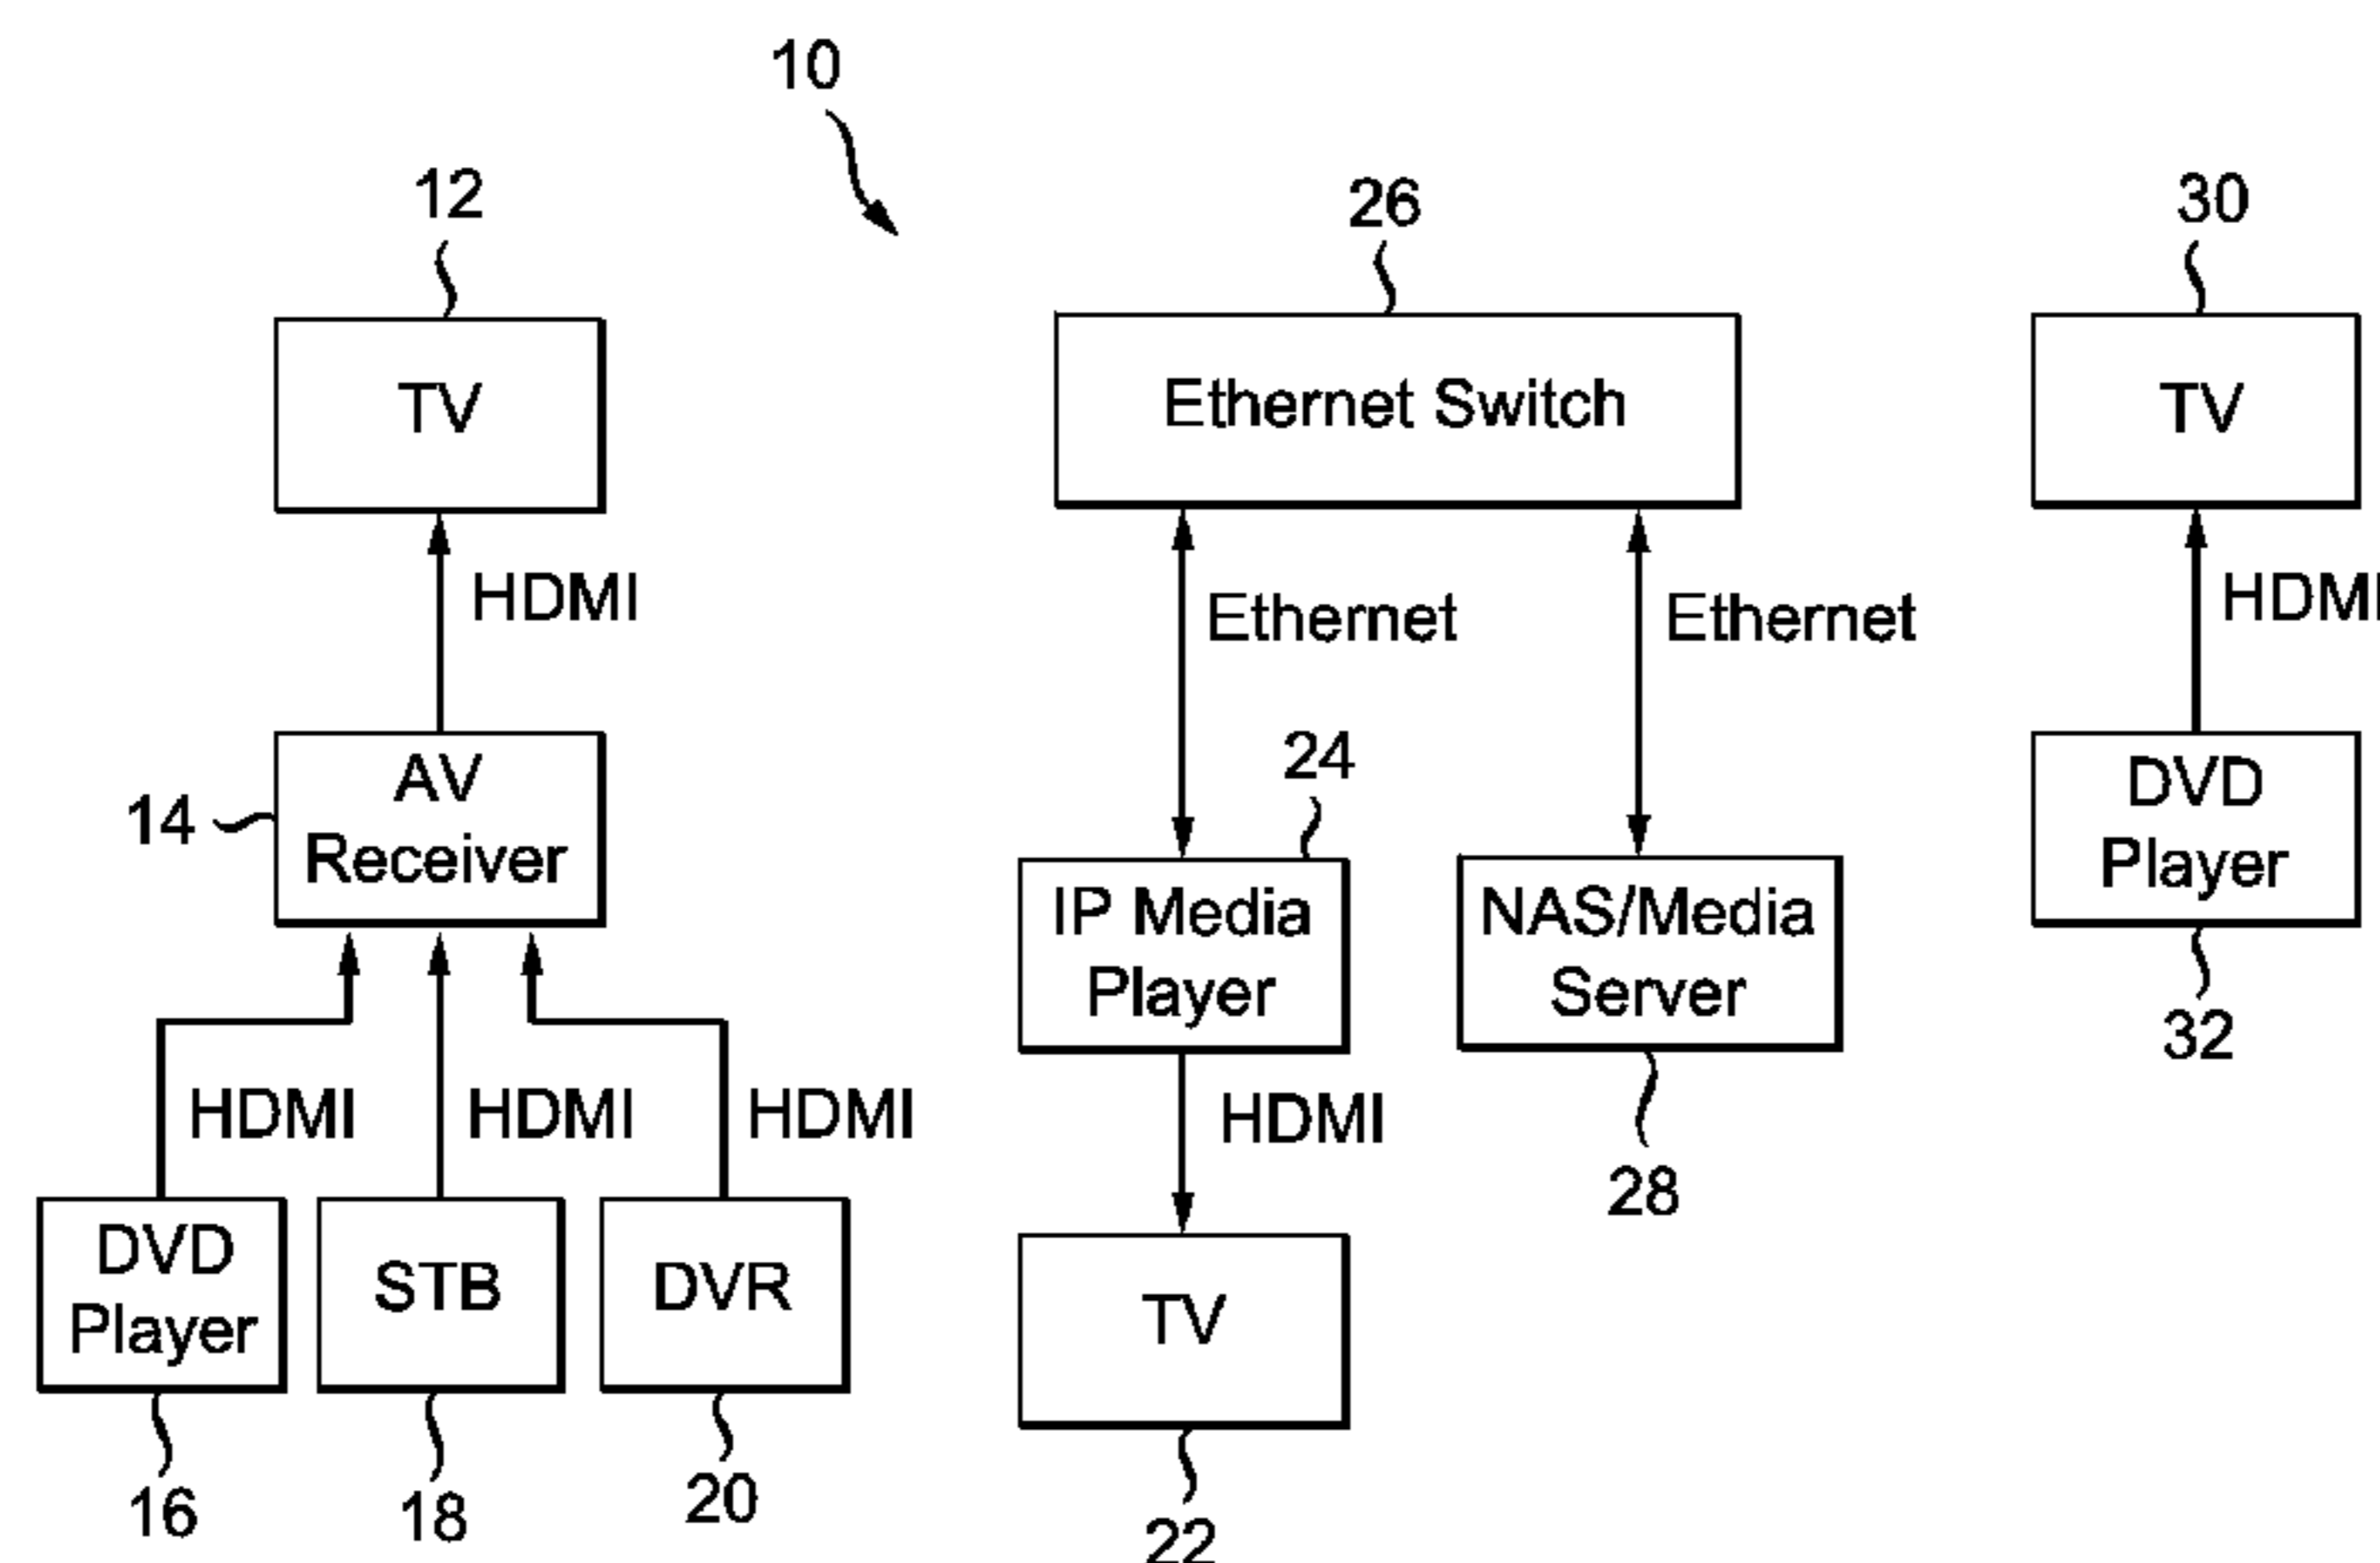 10
12
26
30
TV
Ethernet Switch
TV
HDMI
Ethernet
Ethernet
HDMI
14
AV
Receiver
24
IP Media
Player
NAS/Media
Server
DVD
Player
32
HDMI
HDMI
HDMI
HDMI
28
DVD
Player
STB
DVR
TV
16
18
20
22